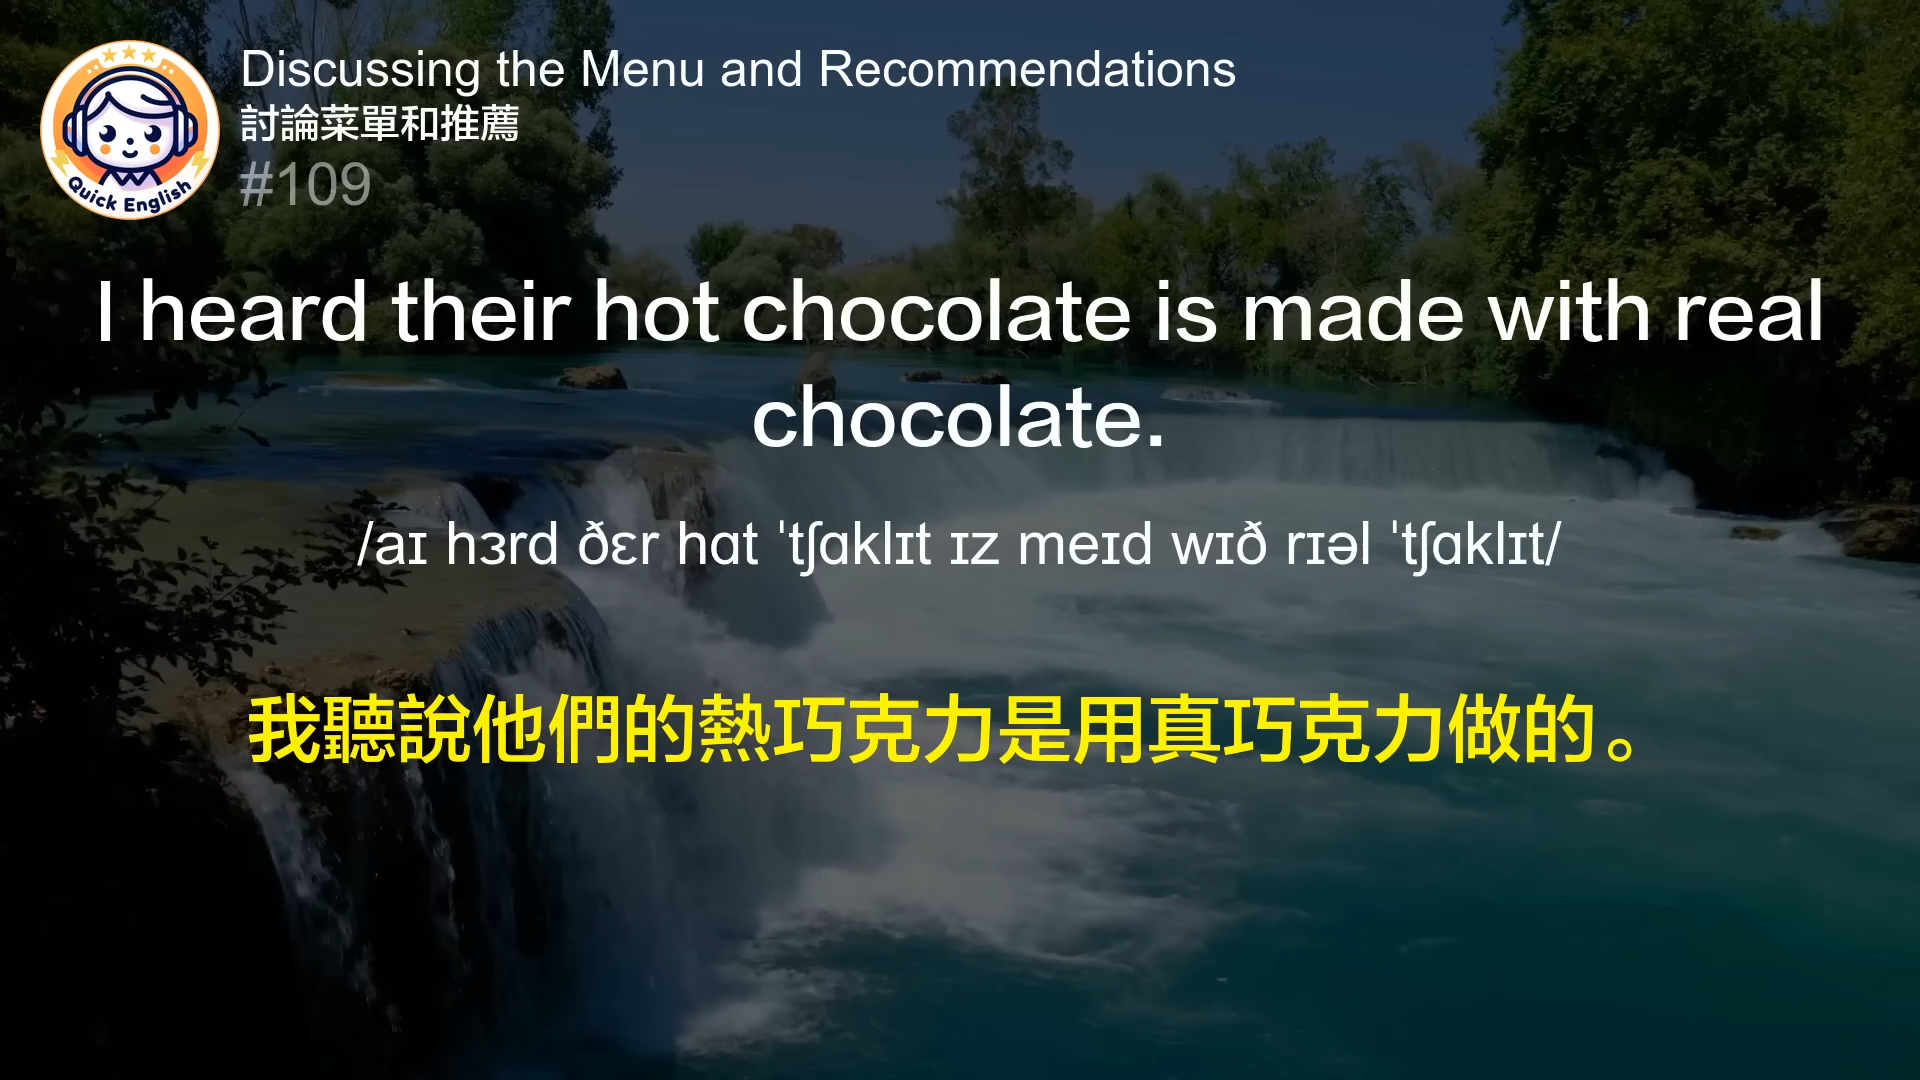 Discussing the Menu and Recommendations
討論菜單和推薦
#109
Quick English
I heard their hot chocolate is made with real
chocolate.
/aɪ hɜrd ðɛr hɑt ˈtʃɑklɪt ɪz meɪd wɪð rɪəl ˈtʃɑklɪt/
我聽說他們的熱巧克力是用真巧克力做的。